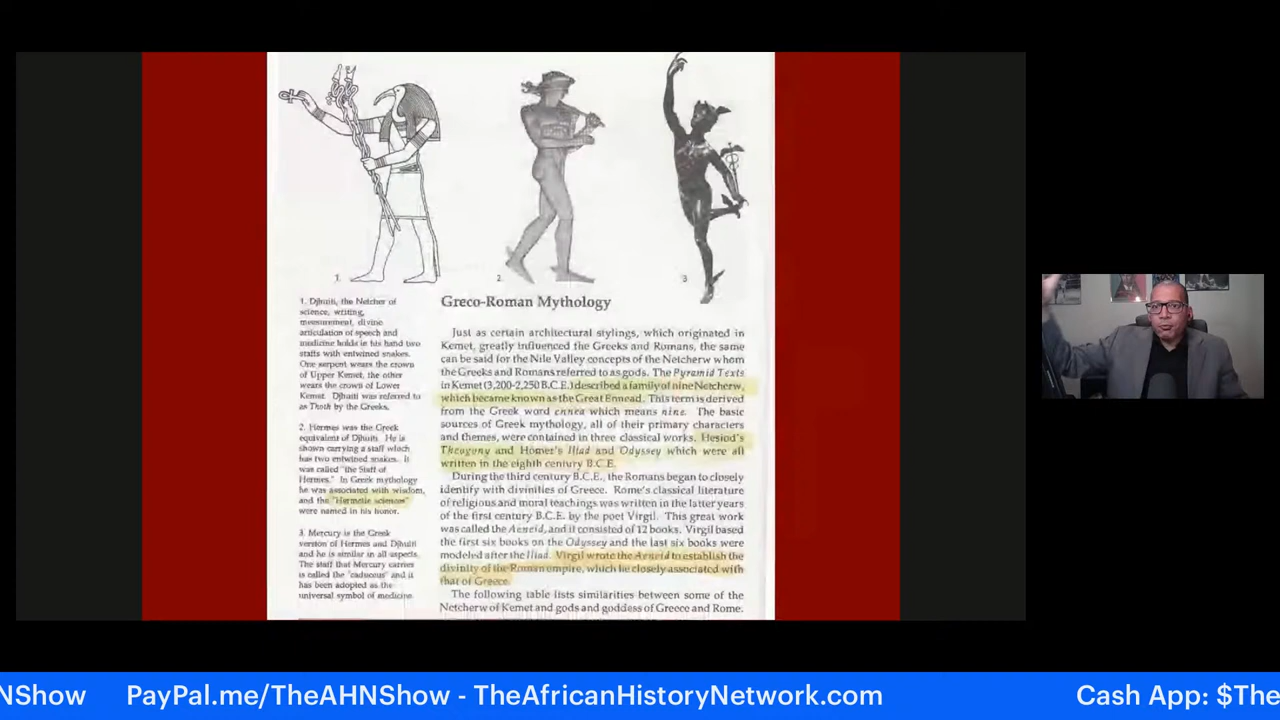 1
2
3
1. Djhuiti, the Netcher of
science, writing,
measurement, divine
articulation of speech and
medicine holds in his hand two
staffs with entwined snakes.
One serpent wears the crown
of Upper Kemet, the other
wears the crown of Lower
Kemet. Djhuiti was referred to
as Thoth by the Greeks.
2. Hermes was the Greek
equivalent of Djhuiti. He is
shown carrying a staff which
has two entwined snakes. It
was called "the Staff of
Hermes." In Greek mythology
he was associated with wisdom,
and the "Hermetic sciences"
were named in his honor.
3. Mercury is the Greek
version of Hermes and Djhuiti
and he is similar in all aspects.
The staff that Mercury carries
is called the "caduceus" and it
has been adopted as the
universal symbol of medicine.
Greco-Roman Mythology
Just as certain architectural stylings, which originated in
Kemet, greatly influenced the Greeks and Romans, the same
can be said for the Nile Valley concepts of the Netcherw whom
the Greeks and Romans referred to as gods. The Pyramid Texts
in Kemet (3,200-2,250 B.C.E.) described a family of nine Netcherw,
which became known as the Great Ennead. This term is derived
from the Greek word ennea which means nine. The basic
sources of Greek mythology, all of their primary characters
and themes, were contained in three classical works. Hesiod's
Theogony and Homer's Iliad and Odyssey which were all
written in the eighth century B.C.E.
During the third century B.C.E., the Romans began to closely
identify with divinities of Greece. Rome's classical literature
of religious and moral teachings was written in the latter years
of the first century B.C.E. by the poet Virgil. This great work
was called the Aeneid, and it consisted of 12 books. Virgil based
the first six books on the Odyssey and the last six books were
modeled after the Iliad. Virgil wrote the Aeneid to establish the
divinity of the Roman empire, which he closely associated with
that of Greece.
The following table lists similarities between some of the
Netcherw of Kemet and gods and goddess of Greece and Rome.
NShow PayPal.me/TheAHNShow - TheAfricanHistoryNetwork.com Cash App: $The